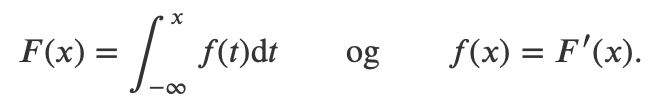 F(x) = ∫_{-∞}^{x} f(t)dt og f(x) = F′(x).